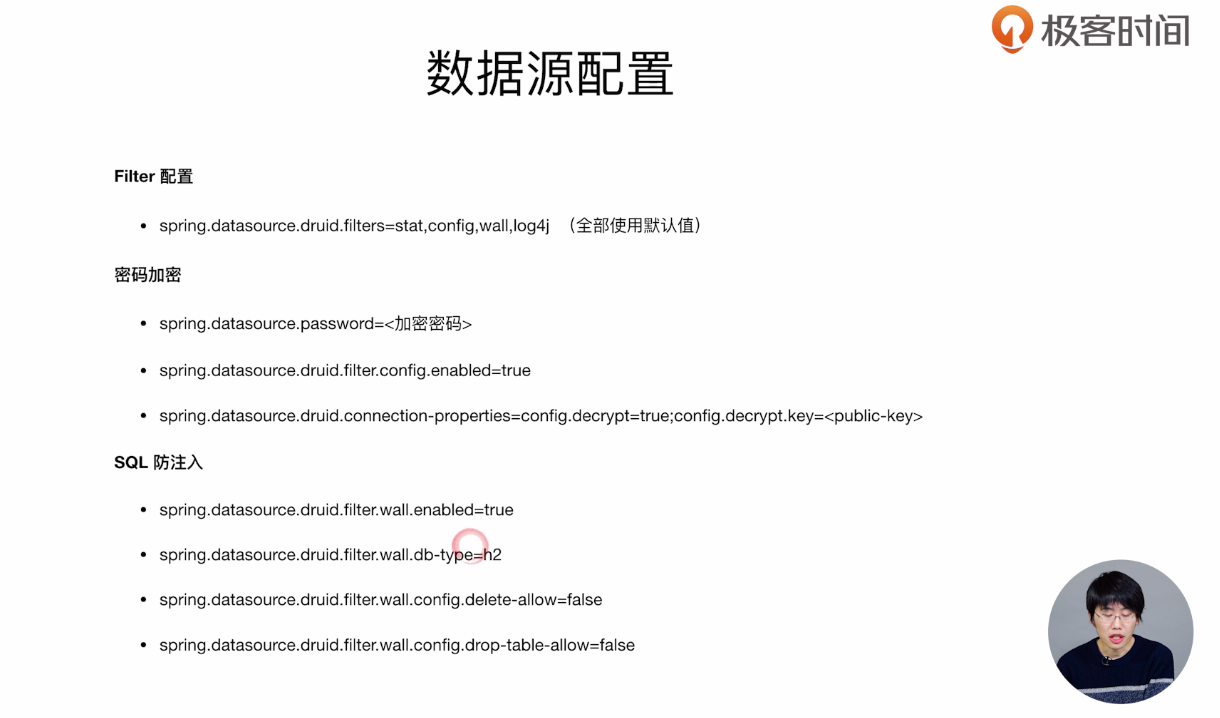 极客时间
数据源配置
Filter 配置
• spring.datasource.druid.filters=stat,config,wall,log4j （全部使用默认值）
密码加密
• spring.datasource.password=<加密密码>
• spring.datasource.druid.filter.config.enabled=true
• spring.datasource.druid.connection-properties=config.decrypt=true;config.decrypt.key=<public-key>
SQL 防注入
• spring.datasource.druid.filter.wall.enabled=true
• spring.datasource.druid.filter.wall.db-type=h2
• spring.datasource.druid.filter.wall.config.delete-allow=false
• spring.datasource.druid.filter.wall.config.drop-table-allow=false